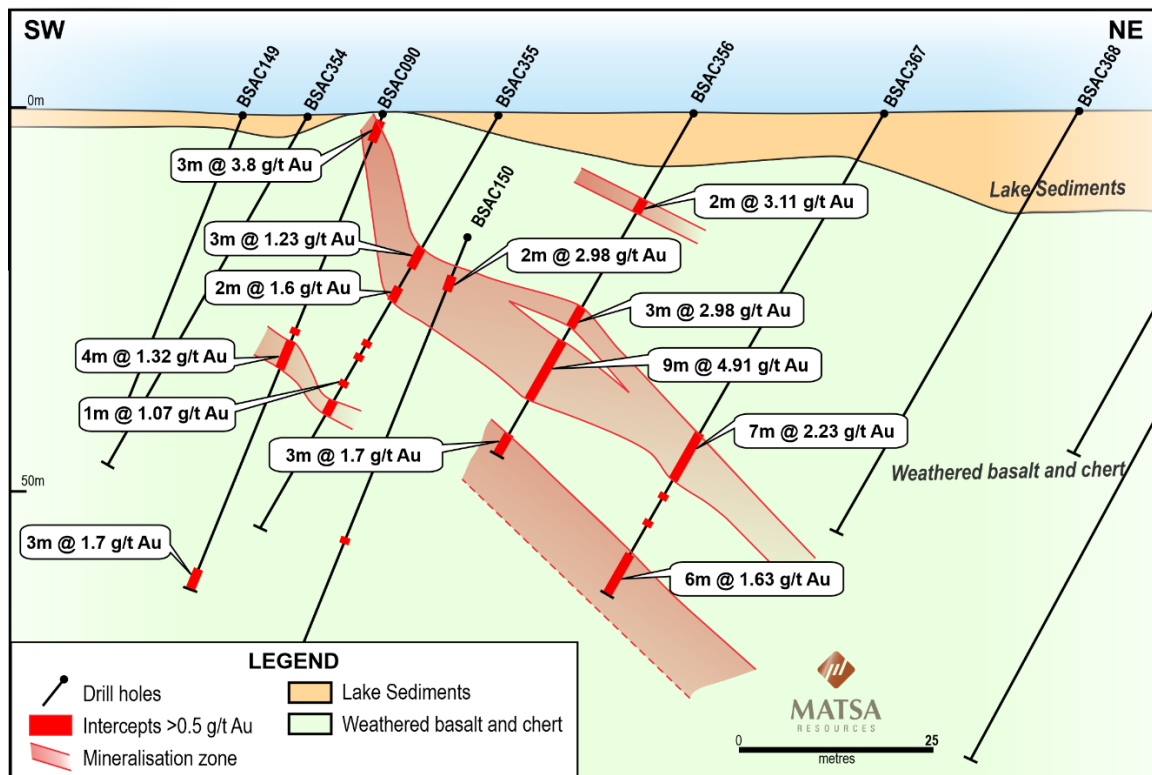 SW
NE
BSAC149
BSAC354
BSAC090
BSAC355
BSAC356
BSAC367
BSAC368
0m
3m @ 3.8 g/t Au
Lake Sediments
2m @ 3.11 g/t Au
BSAC150
3m @ 1.23 g/t Au
2m @ 2.98 g/t Au
2m @ 1.6 g/t Au
3m @ 2.98 g/t Au
4m @ 1.32 g/t Au
9m @ 4.91 g/t Au
1m @ 1.07 g/t Au
7m @ 2.23 g/t Au
3m @ 1.7 g/t Au
Weathered basalt and chert
50m
3m @ 1.7 g/t Au
6m @ 1.63 g/t Au
LEGEND
Drill holes
Lake Sediments
Intercepts >0.5 g/t Au
Weathered basalt and chert
Mineralisation zone
MATSA
RESOURCES
0
25
metres